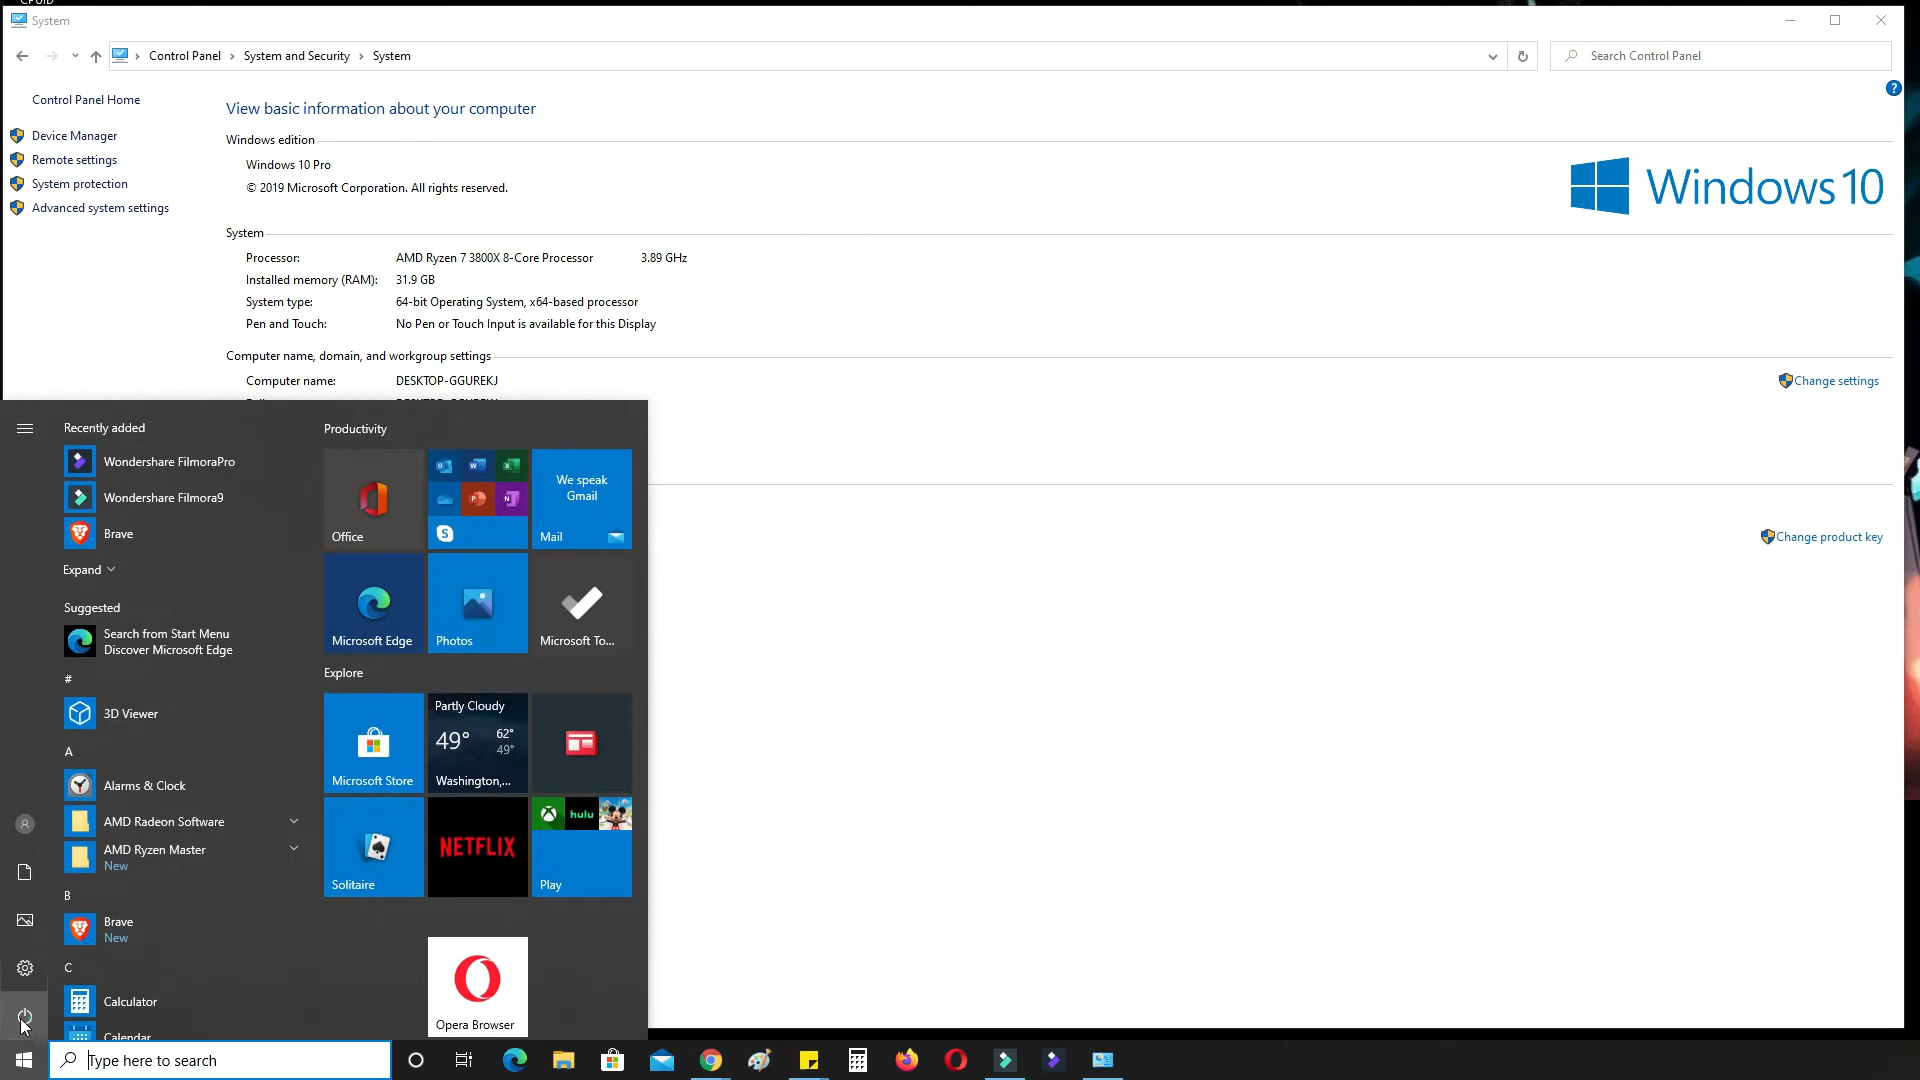 CPUID
System
Control Panel > System and Security > System
Search Control Panel
Control Panel Home
Device Manager
Remote settings
System protection
Advanced system settings
View basic information about your computer
Windows edition
Windows 10 Pro
© 2019 Microsoft Corporation. All rights reserved.
Windows 10
System
Processor: AMD Ryzen 7 3800X 8-Core Processor 3.89 GHz
Installed memory (RAM): 31.9 GB
System type: 64-bit Operating System, x64-based processor
Pen and Touch: No Pen or Touch Input is available for this Display
Computer name, domain, and workgroup settings
Computer name: DESKTOP-GGUREKJ
Change settings
Change product key
Recently added
Wondershare FilmoraPro
Wondershare Filmora9
Brave
Expand
Suggested
Search from Start Menu
Discover Microsoft Edge
#
3D Viewer
A
Alarms & Clock
AMD Radeon Software
AMD Ryzen Master
New
B
Brave
New
C
Calculator
Calendar
Productivity
Office
We speak
Gmail
Mail
Microsoft Edge
Photos
Microsoft To...
Explore
Microsoft Store
Partly Cloudy
49° 62°
49°
Washington,...
Solitaire
NETFLIX
hulu
Play
Opera Browser
Type here to search